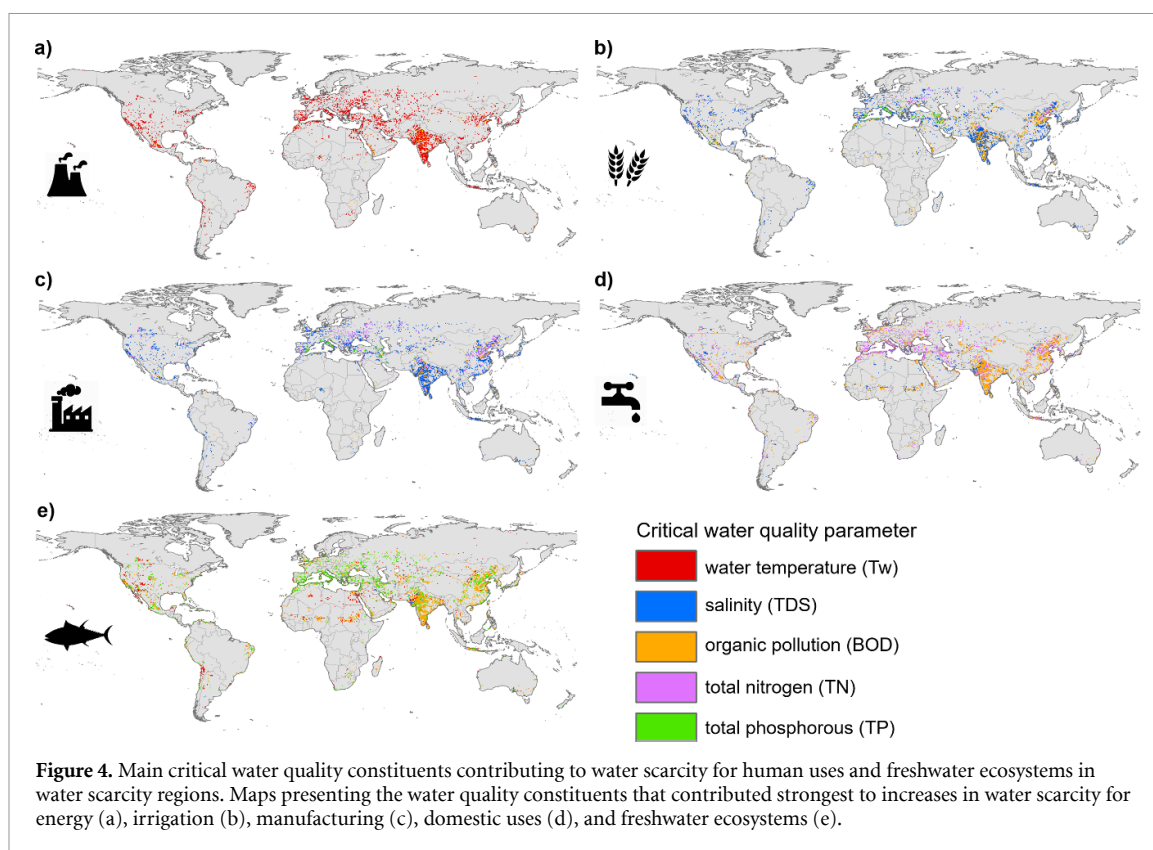 a)
b)
c)
d)
e)
Critical water quality parameter
water temperature (Tw)
salinity (TDS)
organic pollution (BOD)
total nitrogen (TN)
total phosphorous (TP)
Figure 4. Main critical water quality constituents contributing to water scarcity for human uses and freshwater ecosystems in
water scarcity regions. Maps presenting the water quality constituents that contributed strongest to increases in water scarcity for
energy (a), irrigation (b), manufacturing (c), domestic uses (d), and freshwater ecosystems (e).